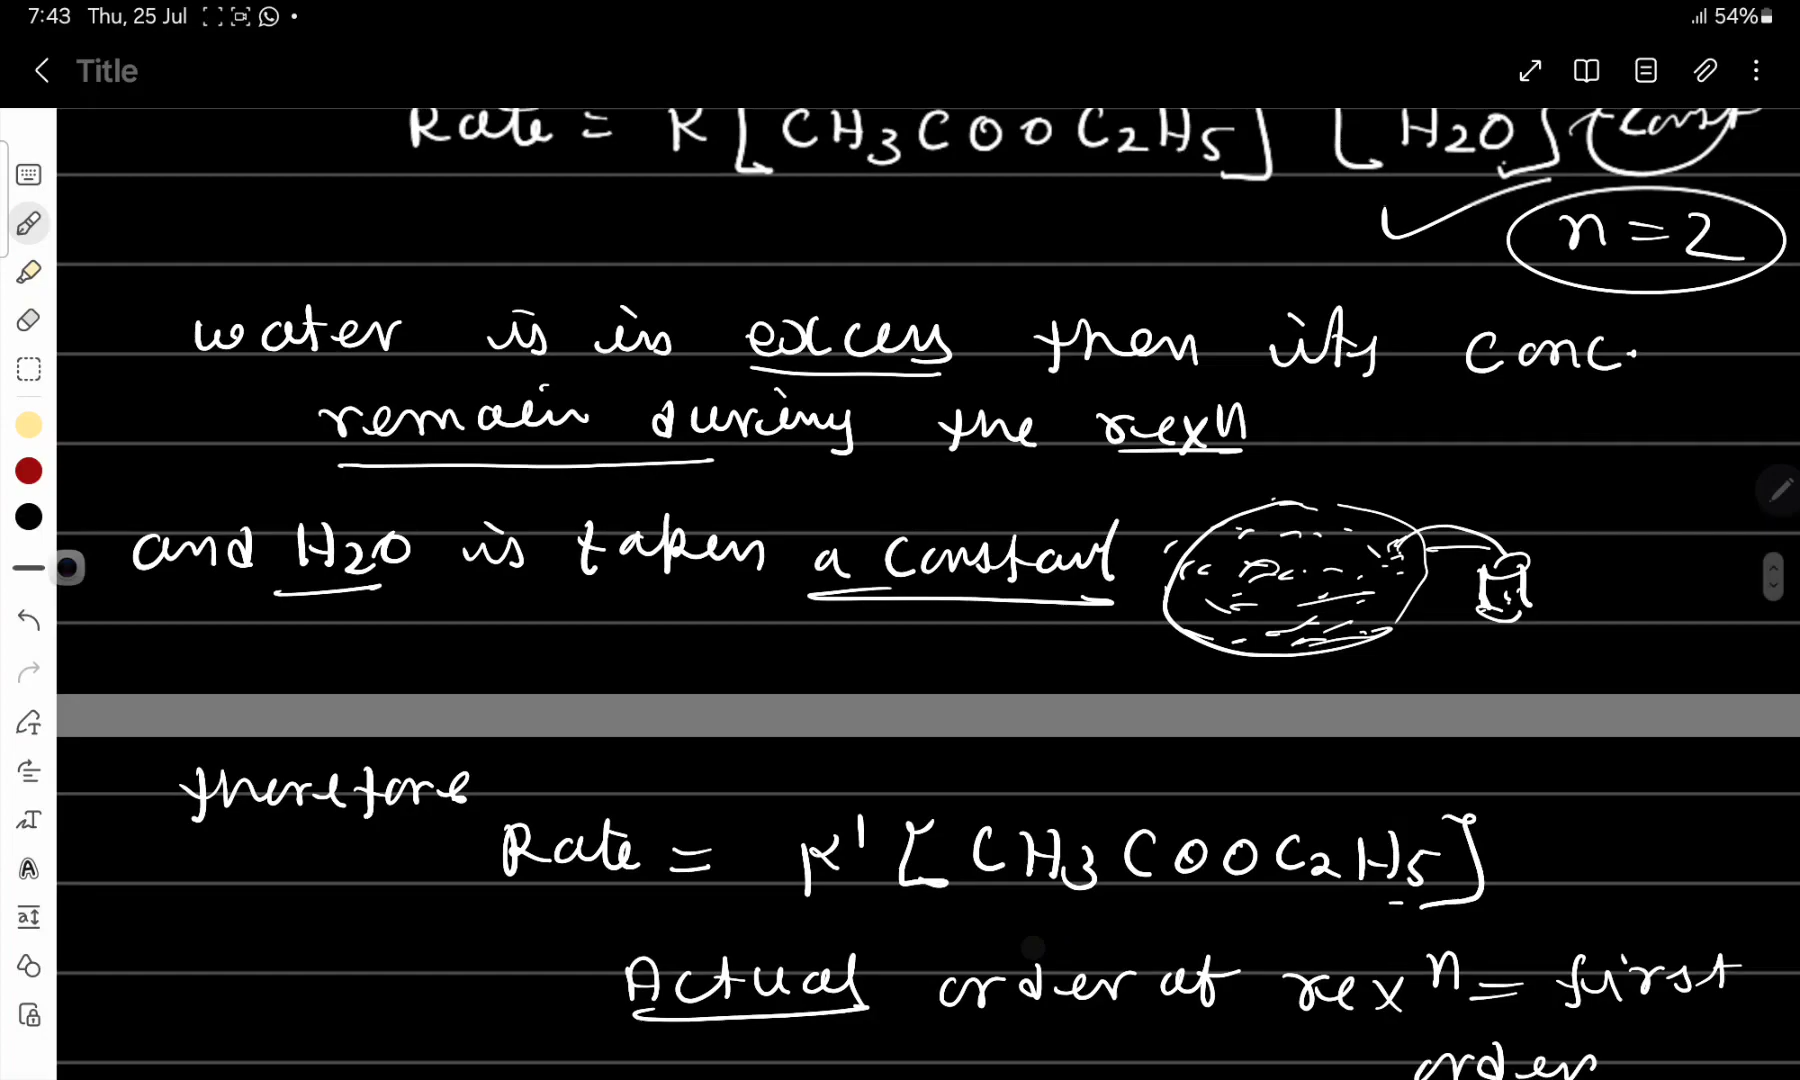 7:43 Thu, 25 Jul
54%
Title
Rate = K [CH3COOC2H5] [H2O] const
n = 2
water is in excess then its conc.
remain during the rexn
and H2O is taken a constant
therefore
Rate = K' [CH3COOC2H5]
Actual order of rexn = first
order